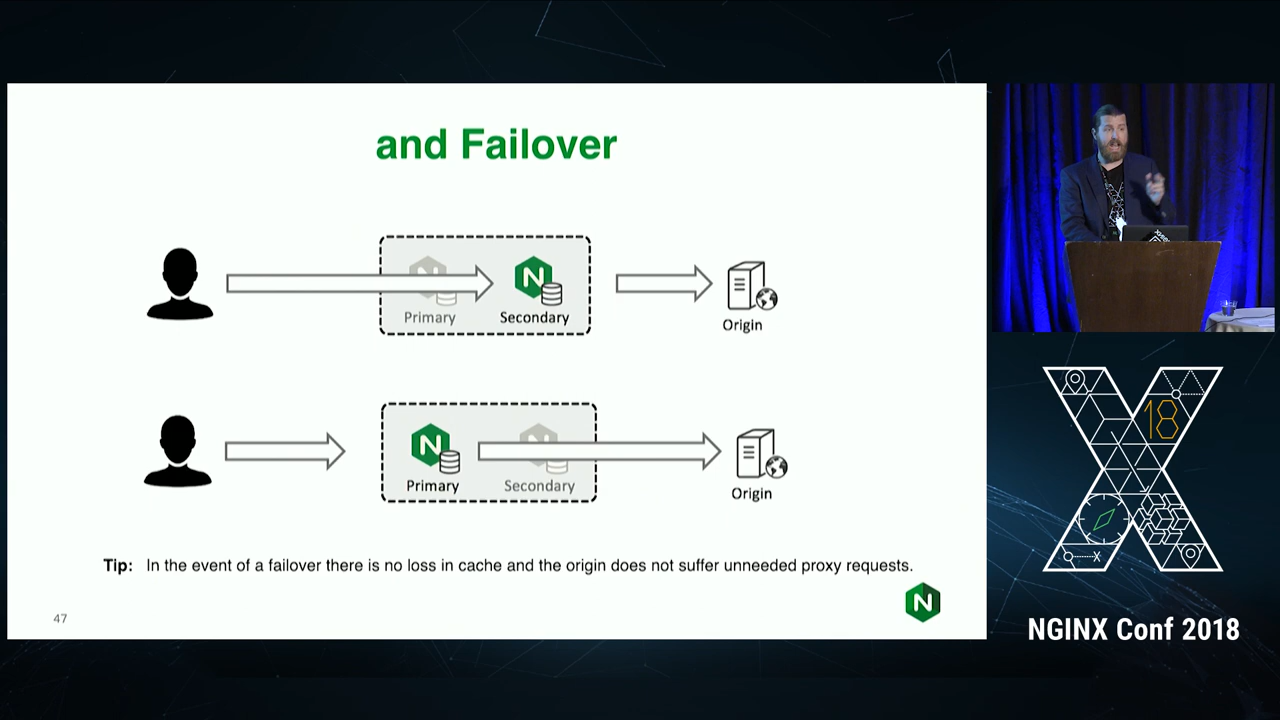 and Failover
Primary
Secondary
Origin
Primary
Secondary
Origin
Tip: In the event of a failover there is no loss in cache and the origin does not suffer unneeded proxy requests.
47
N
18
X
NGINX Conf 2018